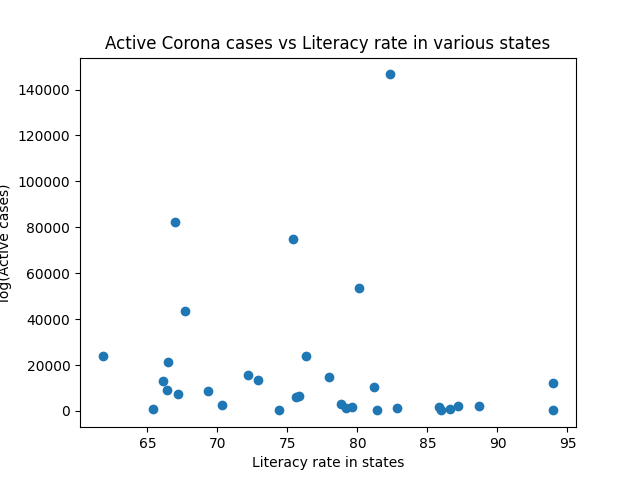 Active Corona cases vs Literacy rate in various states
140000
120000
100000
80000
60000
40000
20000
0
log(Active cases)
65 70 75 80 85 90 95
Literacy rate in states